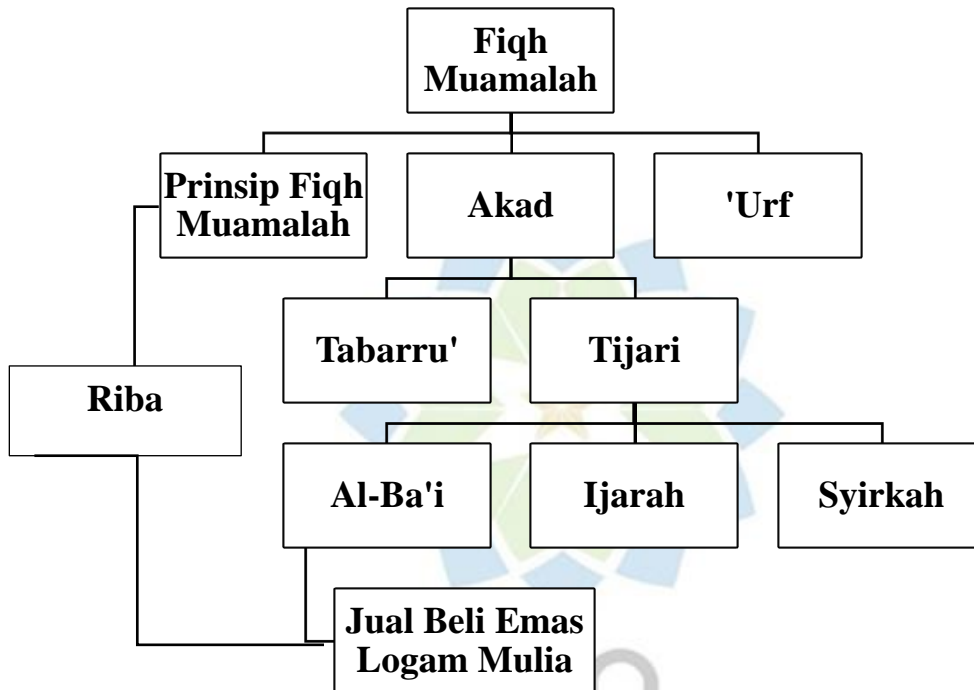 Fiqh
Muamalah
Prinsip Fiqh
Muamalah
Akad
'Urf
Tabarru'
Tijari
Riba
Al-Ba'i
Ijarah
Syirkah
Jual Beli Emas
Logam Mulia